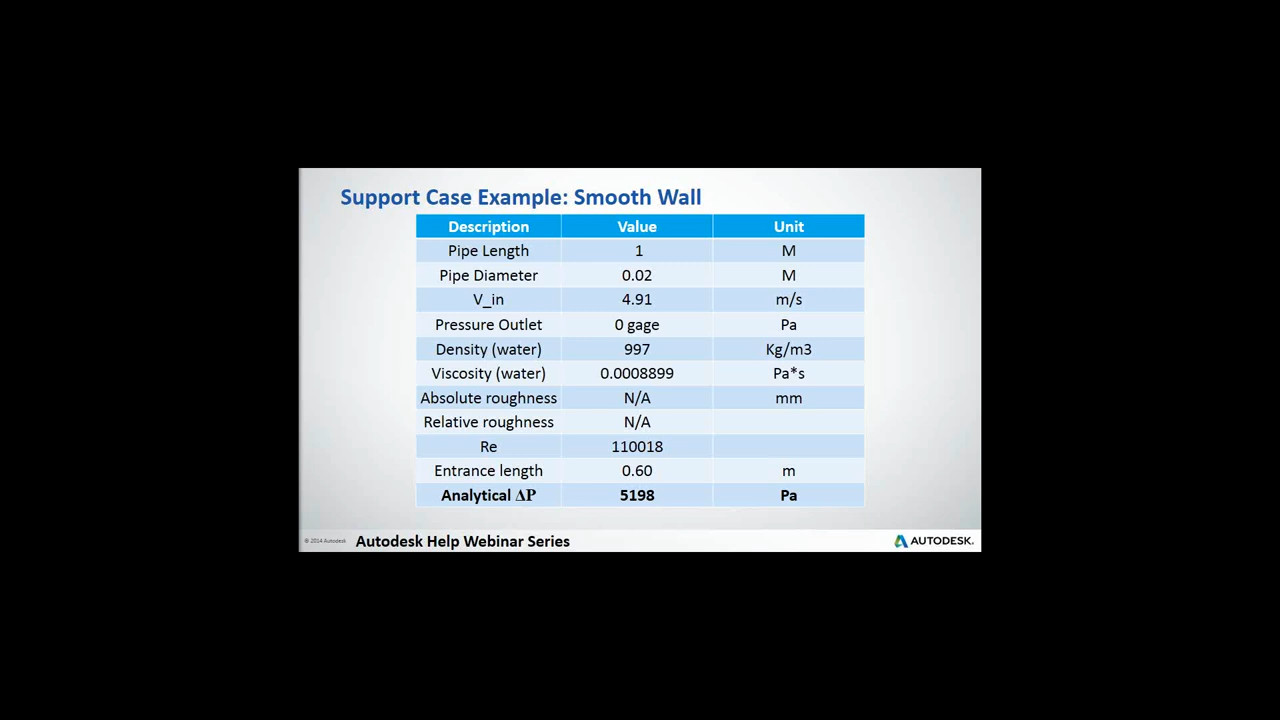 Support Case Example: Smooth Wall
Description Value Unit
Pipe Length 1 M
Pipe Diameter 0.02 M
V_in 4.91 m/s
Pressure Outlet 0 gage Pa
Density (water) 997 Kg/m3
Viscosity (water) 0.0008899 Pa*s
Absolute roughness N/A mm
Relative roughness N/A
Re 110018
Entrance length 0.60 m
Analytical ΔP 5198 Pa
© 2014 Autodesk Autodesk Help Webinar Series AUTODESK.